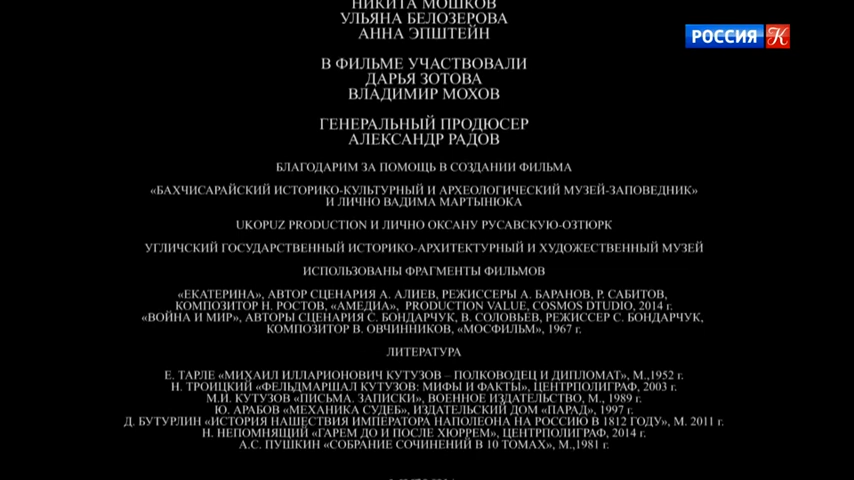 НИКИТА МОШКОВ
УЛЬЯНА БЕЛОЗЕРОВА
АННА ЭПШТЕЙН
РОССИЯ К
В ФИЛЬМЕ УЧАСТВОВАЛИ
ДАРЬЯ ЗОТОВА
ВЛАДИМИР МОХОВ
ГЕНЕРАЛЬНЫЙ ПРОДЮСЕР
АЛЕКСАНДР РАДОВ
БЛАГОДАРИМ ЗА ПОМОЩЬ В СОЗДАНИИ ФИЛЬМА
«БАХЧИСАРАЙСКИЙ ИСТОРИКО-КУЛЬТУРНЫЙ И АРХЕОЛОГИЧЕСКИЙ МУЗЕЙ-ЗАПОВЕДНИК»
И ЛИЧНО ВАДИМА МАРТЫНЮКА
UKOPUZ PRODUCTION И ЛИЧНО ОКСАНУ РУСАВСКУЮ-ОЗТЮРК
УГЛИЧСКИЙ ГОСУДАРСТВЕННЫЙ ИСТОРИКО-АРХИТЕКТУРНЫЙ И ХУДОЖЕСТВЕННЫЙ МУЗЕЙ
ИСПОЛЬЗОВАНЫ ФРАГМЕНТЫ ФИЛЬМОВ
«ЕКАТЕРИНА», АВТОР СЦЕНАРИЯ А. АЛИЕВ, РЕЖИССЕРЫ А. БАРАНОВ, Р. САБИТОВ,
КОМПОЗИТОР Н. РОСТОВ, «АМЕДИА», PRODUCTION VALUE, COSMOS DTUDIO, 2014 г.
«ВОЙНА И МИР», АВТОРЫ СЦЕНАРИЯ С. БОНДАРЧУК, В. СОЛОВЬЕВ, РЕЖИССЕР С. БОНДАРЧУК,
КОМПОЗИТОР В. ОВЧИННИКОВ, «МОСФИЛЬМ», 1967 г.
ЛИТЕРАТУРА
Е. ТАРЛЕ «МИХАИЛ ИЛЛАРИОНОВИЧ КУТУЗОВ – ПОЛКОВОДЕЦ И ДИПЛОМАТ», М.,1952 г.
Н. ТРОИЦКИЙ «ФЕЛЬДМАРШАЛ КУТУЗОВ: МИФЫ И ФАКТЫ», ЦЕНТРПОЛИГРАФ, 2003 г.
М.И. КУТУЗОВ «ПИСЬМА. ЗАПИСКИ», ВОЕННОЕ ИЗДАТЕЛЬСТВО, М., 1989 г.
Ю. АРАБОВ «МЕХАНИКА СУДЕБ», ИЗДАТЕЛЬСКИЙ ДОМ «ПАРАД», 1997 г.
Д. БУТУРЛИН «ИСТОРИЯ НАШЕСТВИЯ ИМПЕРАТОРА НАПОЛЕОНА НА РОССИЮ В 1812 ГОДУ», М. 2011 г.
Н. НЕПОМНЯЩИЙ «ГАРЕМ ДО И ПОСЛЕ ХЮРРЕМ», ЦЕНТРПОЛИГРАФ, 2014 г.
А.С. ПУШКИН «СОБРАНИЕ СОЧИНЕНИЙ В 10 ТОМАХ», М.,1981 г.